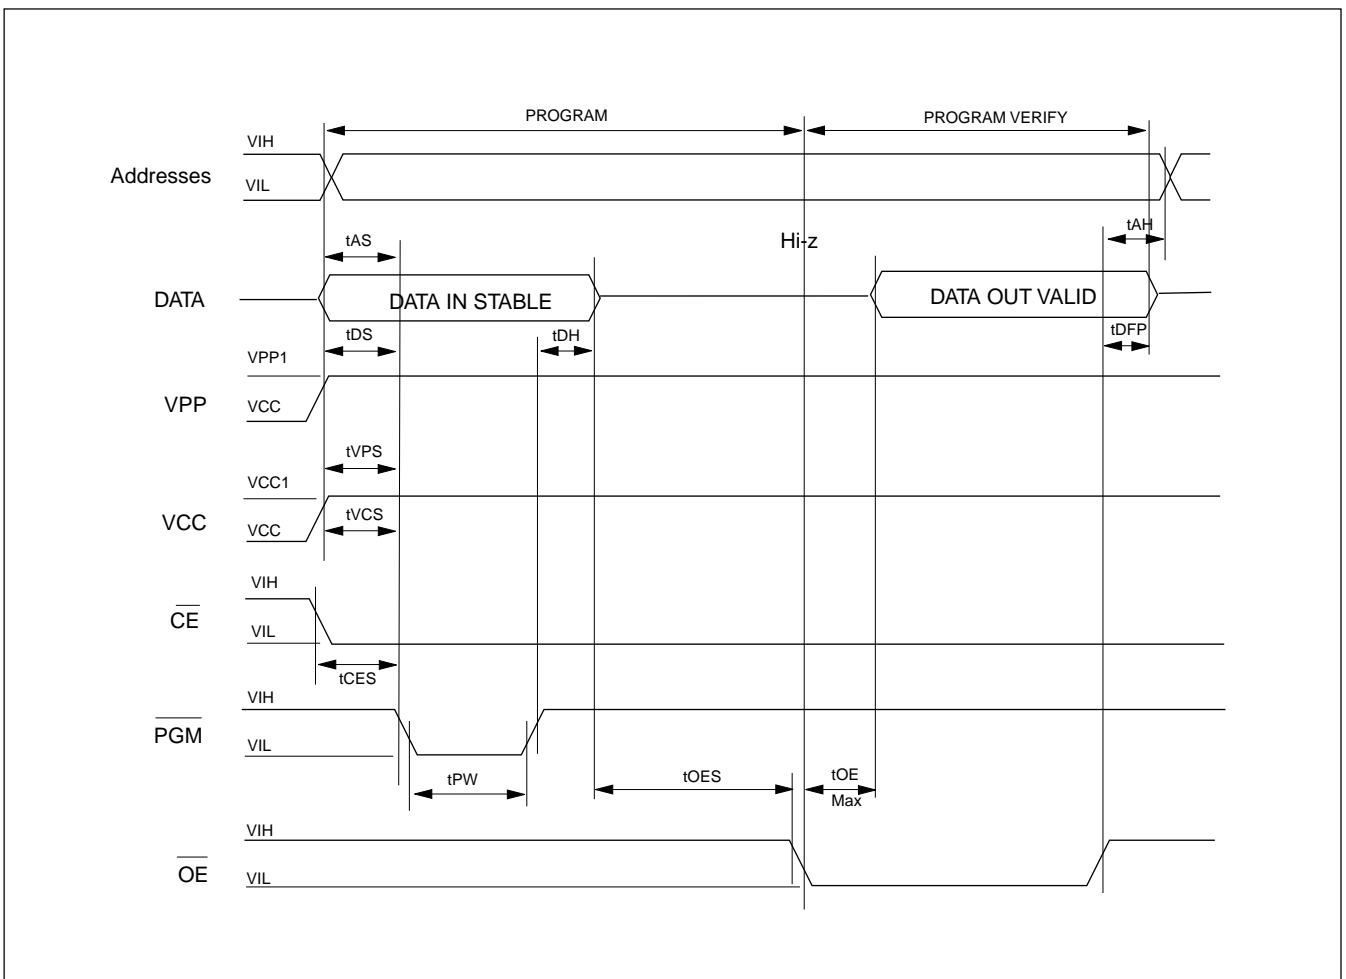 PROGRAM
PROGRAM VERIFY
VIH
Addresses
VIL
tAS
Hi-z
tAH
DATA
DATA IN STABLE
DATA OUT VALID
tDS
tDH
tDFP
VPP1
VPP
VCC
tVPS
VCC1
VCC
VCC
tVCS
VIH
CE
VIL
tCES
VIH
PGM
VIL
tPW
tOES
tOE
Max
VIH
OE
VIL